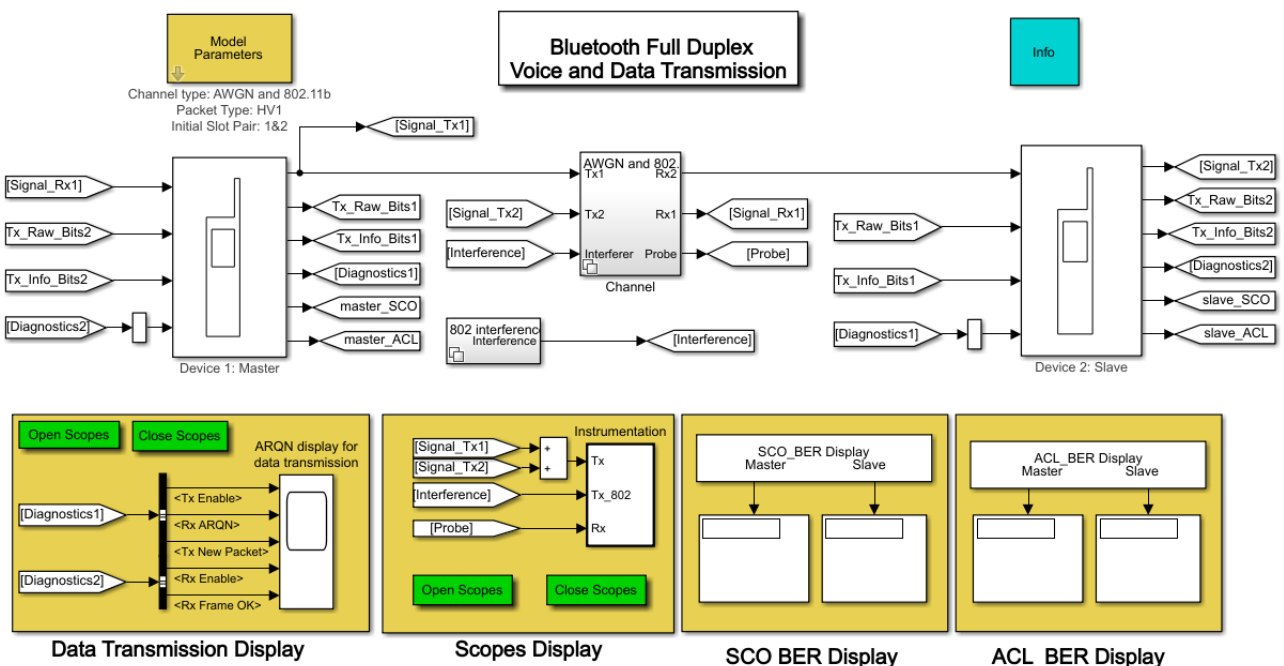 Model
Parameters
Bluetooth Full Duplex
Voice and Data Transmission
Info
Channel type: AWGN and 802.11b
Packet Type: HV1
Initial Slot Pair: 1&2
[Signal_Tx1]
[Signal_Rx1]
Tx_Raw_Bits2
Tx_Info_Bits2
[Diagnostics2]
Tx_Raw_Bits1
Tx_Info_Bits1
[Diagnostics1]
master_SCO
master_ACL
Device 1: Master
[Signal_Tx2]
[Interference]
AWGN and 802.
Tx1 Rx2
Tx2 Rx1
Interferer Probe
Channel
[Signal_Rx1]
[Probe]
802 interference
Interference
[Interference]
Tx_Raw_Bits1
Tx_Info_Bits1
[Diagnostics1]
[Signal_Tx2]
Tx_Raw_Bits2
Tx_Info_Bits2
[Diagnostics2]
slave_SCO
slave_ACL
Device 2: Slave
Open Scopes
Close Scopes
ARQN display for
data transmission
[Diagnostics1]
[Diagnostics2]
<Tx Enable>
<Rx ARQN>
<Tx New Packet>
<Rx Enable>
<Rx Frame OK>
Data Transmission Display
Instrumentation
[Signal_Tx1]
[Signal_Tx2]
[Interference]
[Probe]
+
+
Tx
Tx_802
Rx
Open Scopes
Close Scopes
Scopes Display
SCO_BER Display
Master Slave
SCO BER Display
ACL_BER Display
Master Slave
ACL BER Display